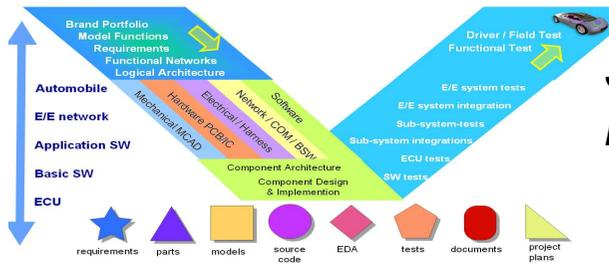 Brand Portfolio
Model Functions
Requirements
Functional Networks
Logical Architecture
Driver / Field Test
Functional Test
Automobile
E/E network
Application SW
Basic SW
ECU
Mechanical MCAD
Hardware PCB/IC
Electrical / Harness
Network / COM / BSW
Software
E/E system tests
E/E system integration
Sub-system-tests
Sub-system integrations
ECU tests
SW tests
Component Architecture
Component Design
& Implemention
requirements
parts
models
source
code
EDA
tests
documents
project
plans